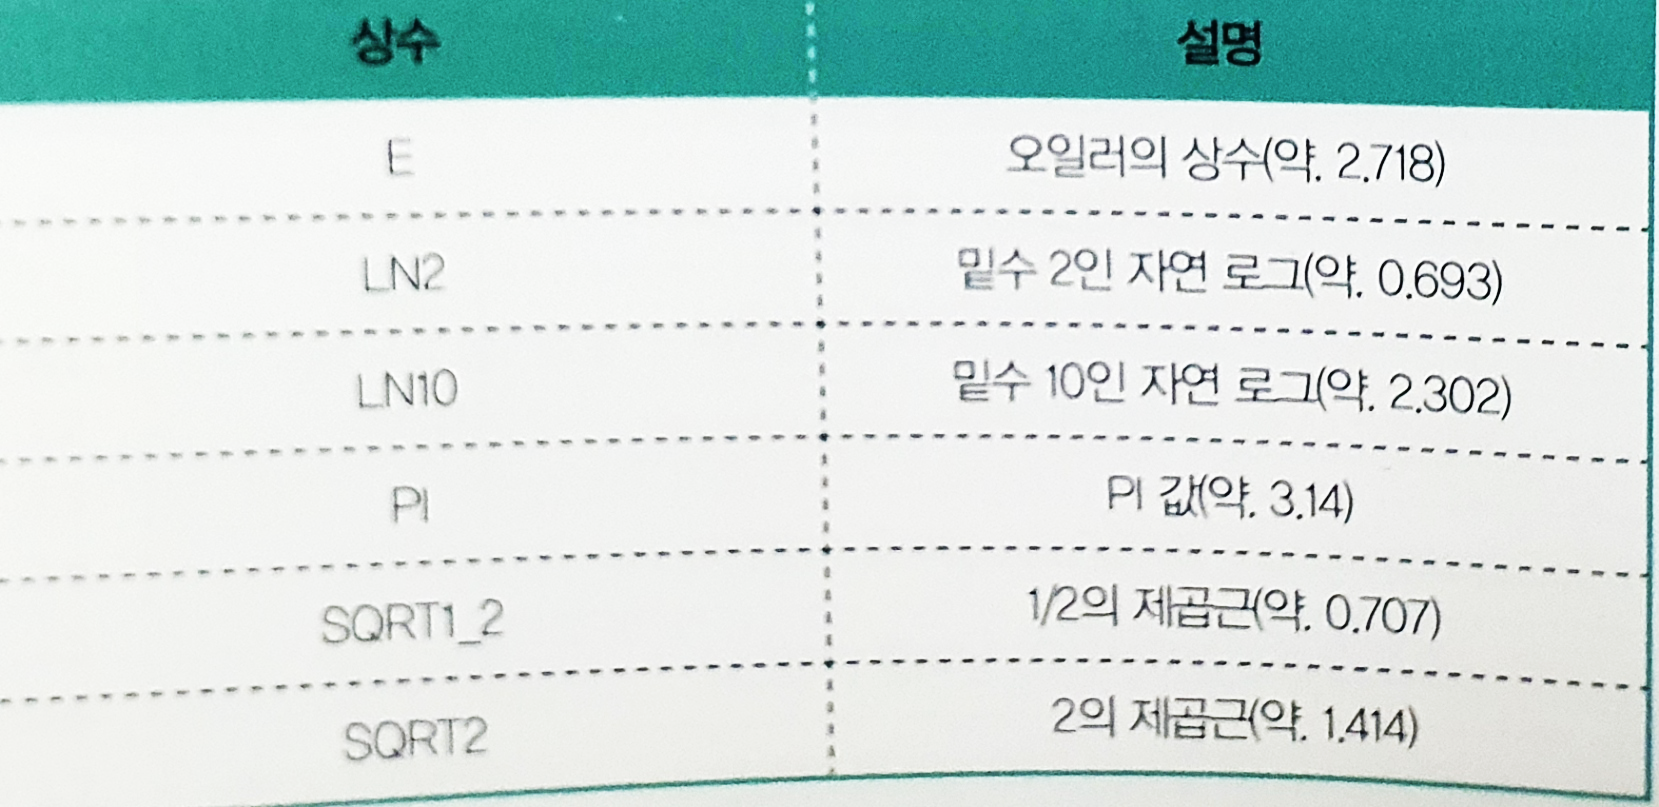 상수 설명
E 오일러의 상수(약. 2.718)
LN2 밑수 2인 자연 로그(약. 0.693)
LN10 밑수 10인 자연 로그(약. 2.302)
PI PI 값(약. 3.14)
SQRT1_2 1/2의 제곱근(약. 0.707)
SQRT2 2의 제곱근(약. 1.414)